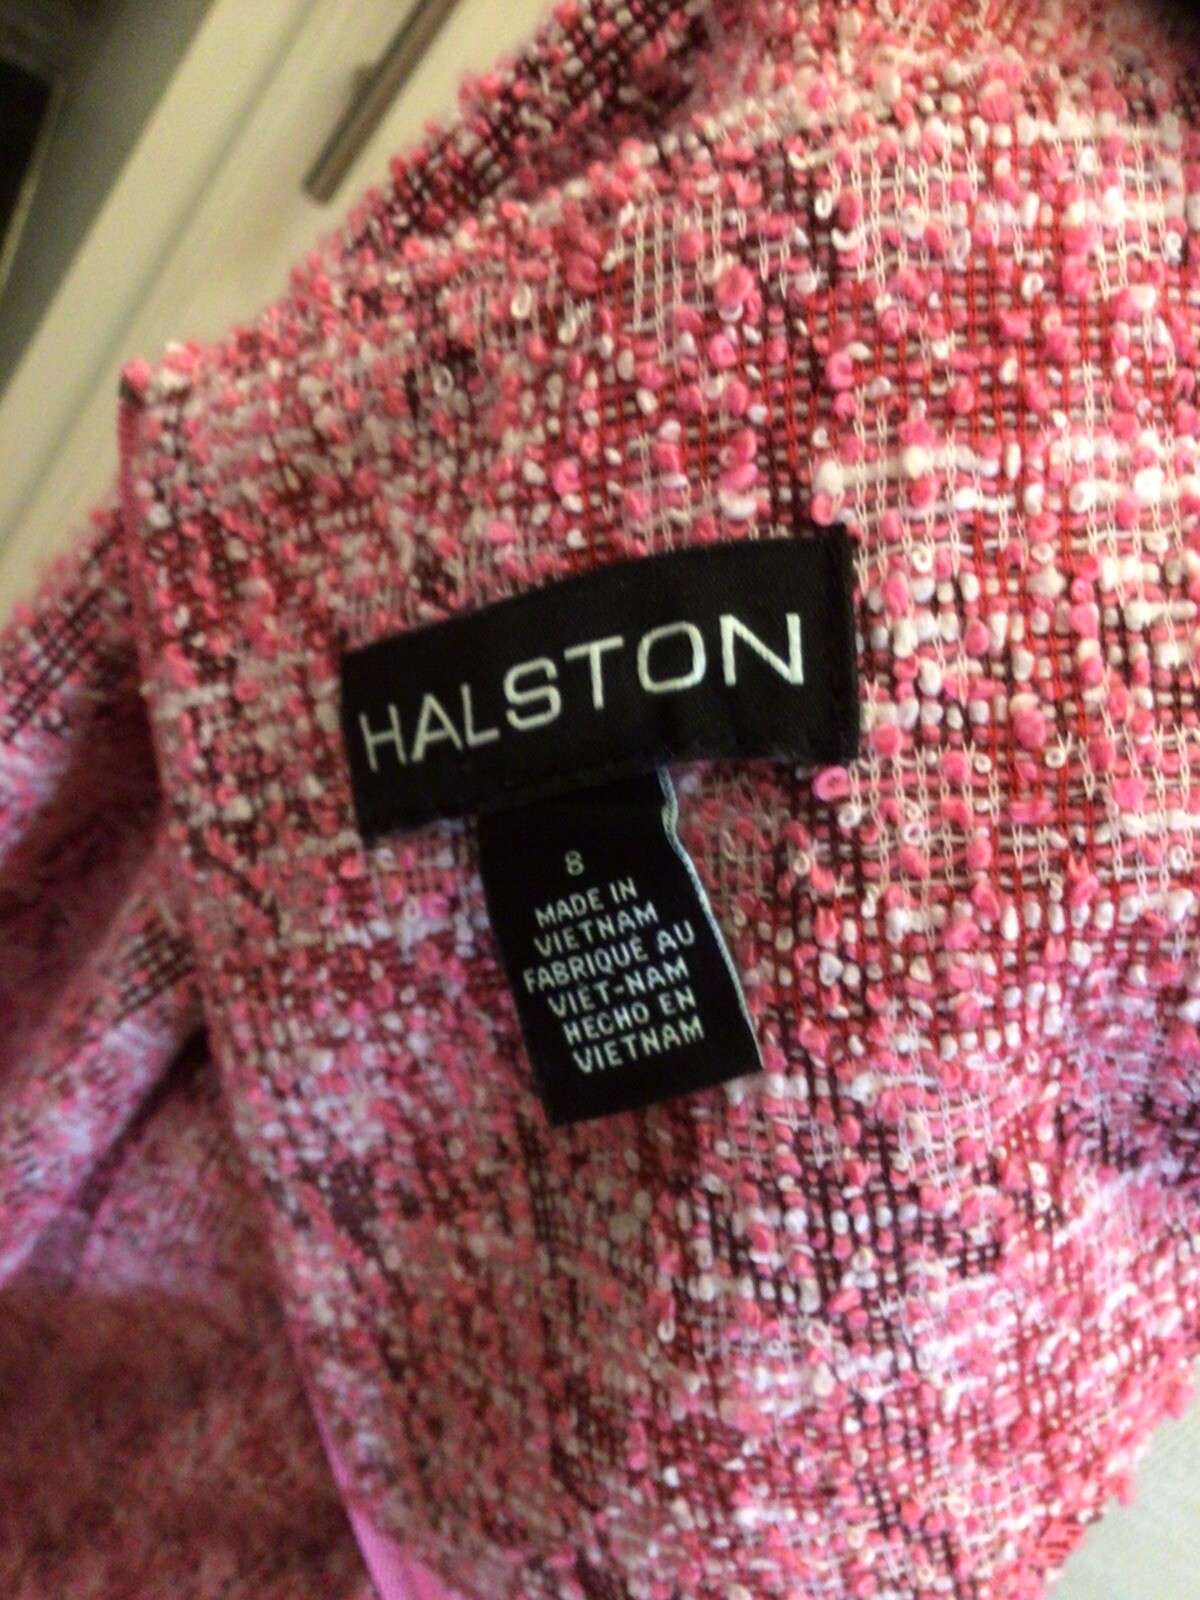 HALSTON
8
MADE IN
VIETNAM
FABRIQUÉ AU
VIÊT-NAM
HECHO EN
VIETNAM